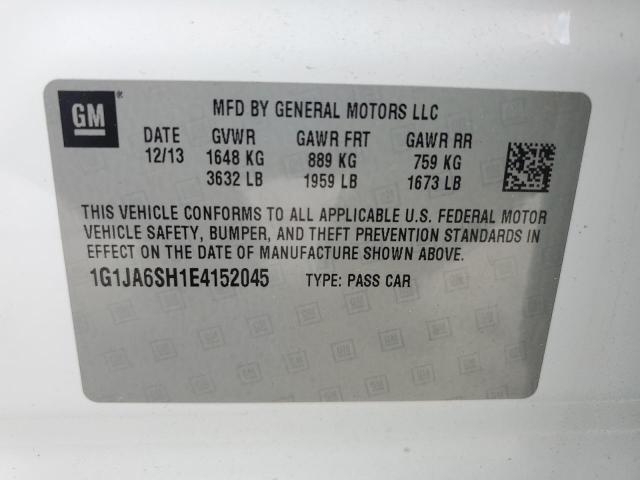 GM ® MFD BY GENERAL MOTORS LLC
DATE GVWR GAWR FRT GAWR RR
12/13 1648 KG 889 KG 759 KG
3632 LB 1959 LB 1673 LB
THIS VEHICLE CONFORMS TO ALL APPLICABLE U.S. FEDERAL MOTOR
VEHICLE SAFETY, BUMPER, AND THEFT PREVENTION STANDARDS IN
EFFECT ON THE DATE OF MANUFACTURE SHOWN ABOVE.
1G1JA6SH1E4152045 TYPE: PASS CAR